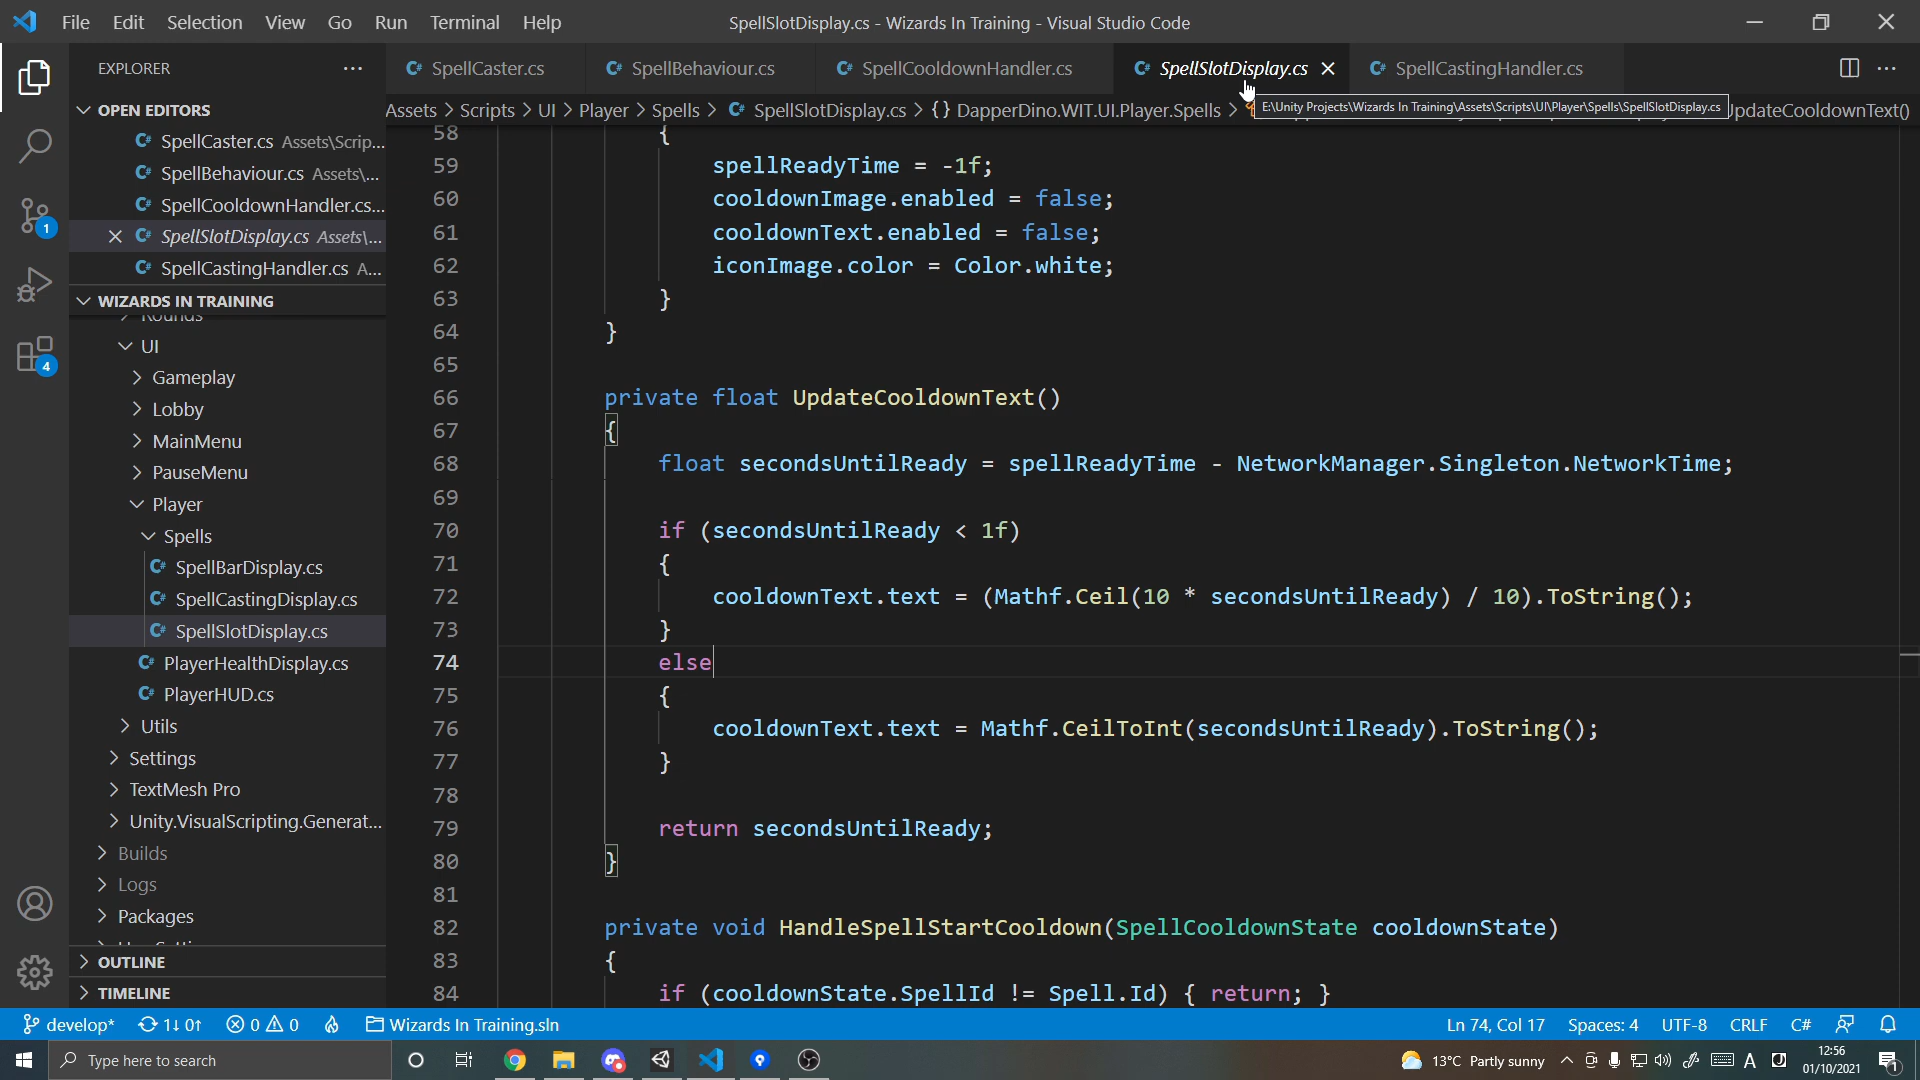 File Edit Selection View Go Run Terminal Help
SpellSlotDisplay.cs - Wizards In Training - Visual Studio Code
EXPLORER
SpellCaster.cs
SpellBehaviour.cs
SpellCooldownHandler.cs
SpellSlotDisplay.cs
SpellCastingHandler.cs
Assets > Scripts > UI > Player > Spells > SpellSlotDisplay.cs > {} DapperDino.WIT.UI.Player.Spells > UpdateCooldownText()
E:\Unity Projects\Wizards In Training\Assets\Scripts\UI\Player\Spells\SpellSlotDisplay.cs
OPEN EDITORS
SpellCaster.cs Assets\Scrip...
SpellBehaviour.cs Assets\...
SpellCooldownHandler.cs...
SpellSlotDisplay.cs Assets\...
SpellCastingHandler.cs A...
WIZARDS IN TRAINING
Rounds
UI
Gameplay
Lobby
MainMenu
PauseMenu
Player
Spells
SpellBarDisplay.cs
SpellCastingDisplay.cs
SpellSlotDisplay.cs
PlayerHealthDisplay.cs
PlayerHUD.cs
Utils
Settings
TextMesh Pro
Unity.VisualScripting.Generat...
Builds
Logs
Packages
OUTLINE
TIMELINE
1
4
58 {
59 spellReadyTime = -1f;
60 cooldownImage.enabled = false;
61 cooldownText.enabled = false;
62 iconImage.color = Color.white;
63 }
64 }
65
66 private float UpdateCooldownText()
67 {
68 float secondsUntilReady = spellReadyTime - NetworkManager.Singleton.NetworkTime;
69
70 if (secondsUntilReady < 1f)
71 {
72 cooldownText.text = (Mathf.Ceil(10 * secondsUntilReady) / 10).ToString();
73 }
74 else
75 {
76 cooldownText.text = Mathf.CeilToInt(secondsUntilReady).ToString();
77 }
78
79 return secondsUntilReady;
80 }
81
82 private void HandleSpellStartCooldown(SpellCooldownState cooldownState)
83 {
84 if (cooldownState.SpellId != Spell.Id) { return; }
develop* 1↓ 0↑ 0 0 Wizards In Training.sln
Ln 74, Col 17 Spaces: 4 UTF-8 CRLF C#
Type here to search
13°C Partly sunny
A
12:56
01/10/2021
1